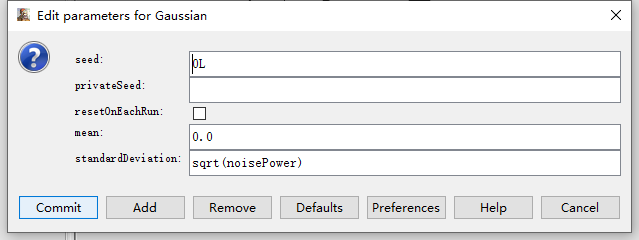 Edit parameters for Gaussian
seed:
0L
privateSeed:
resetOnEachRun:
mean:
0.0
standardDeviation:
sqrt(noisePower)
Commit
Add
Remove
Defaults
Preferences
Help
Cancel